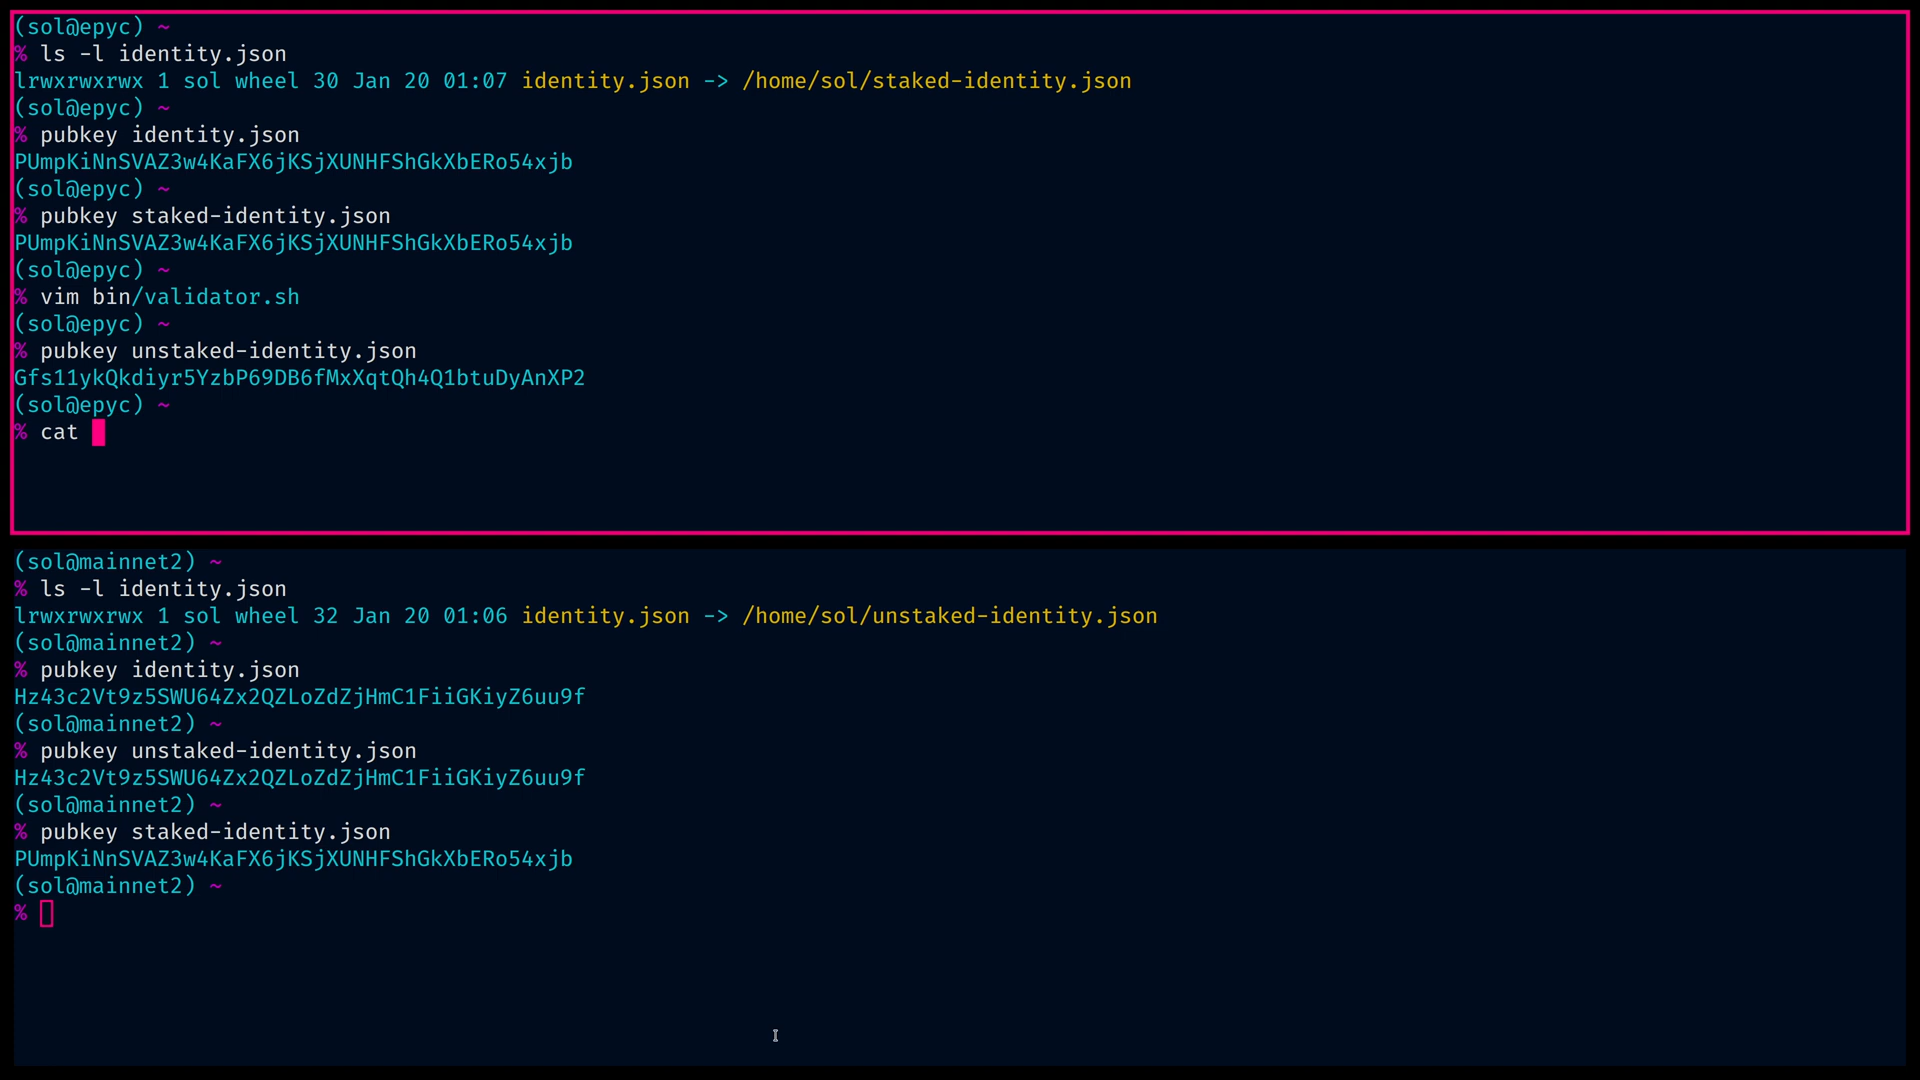 (sol@epyc) ~
% ls -l identity.json
lrwxrwxrwx 1 sol wheel 30 Jan 20 01:07 identity.json -> /home/sol/staked-identity.json
(sol@epyc) ~
% pubkey identity.json
PUmpKiNnSVAZ3w4KaFX6jKSjXUNHFShGkXbERo54xjb
(sol@epyc) ~
% pubkey staked-identity.json
PUmpKiNnSVAZ3w4KaFX6jKSjXUNHFShGkXbERo54xjb
(sol@epyc) ~
% vim bin/validator.sh
(sol@epyc) ~
% pubkey unstaked-identity.json
Gfs11ykQkdiyr5YzbP69DB6fMxXqtQh4Q1btuDyAnXP2
(sol@epyc) ~
% cat
(sol@mainnet2) ~
% ls -l identity.json
lrwxrwxrwx 1 sol wheel 32 Jan 20 01:06 identity.json -> /home/sol/unstaked-identity.json
(sol@mainnet2) ~
% pubkey identity.json
Hz43c2Vt9z5SWU64Zx2QZLoZdZjHmC1FiiGKiyZ6uu9f
(sol@mainnet2) ~
% pubkey unstaked-identity.json
Hz43c2Vt9z5SWU64Zx2QZLoZdZjHmC1FiiGKiyZ6uu9f
(sol@mainnet2) ~
% pubkey staked-identity.json
PUmpKiNnSVAZ3w4KaFX6jKSjXUNHFShGkXbERo54xjb
(sol@mainnet2) ~
%